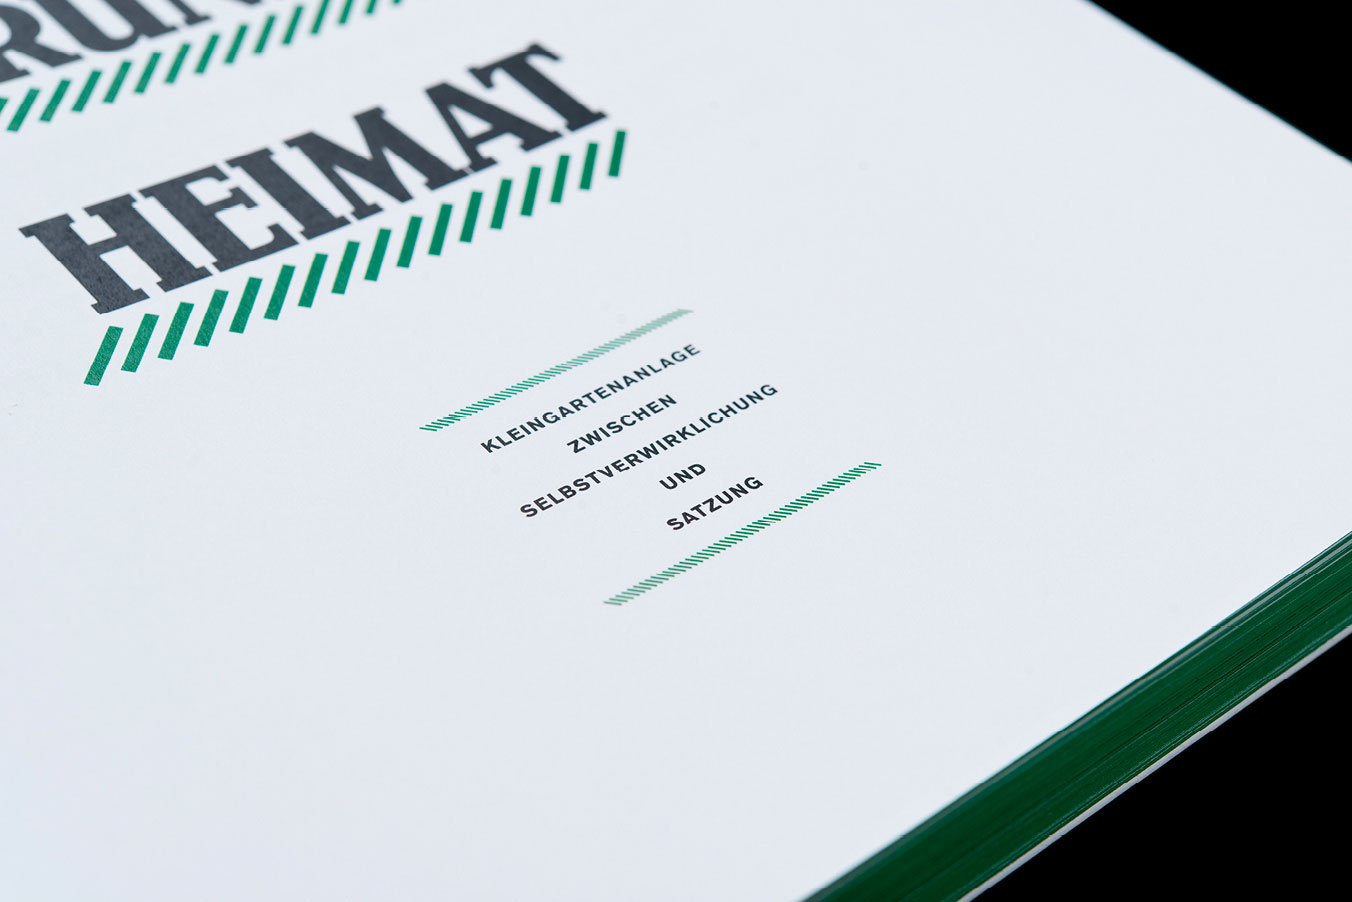 HEIMAT
KLEINGARTENANLAGE
ZWISCHEN
SELBSTVERWIRKLICHUNG
UND
SATZUNG